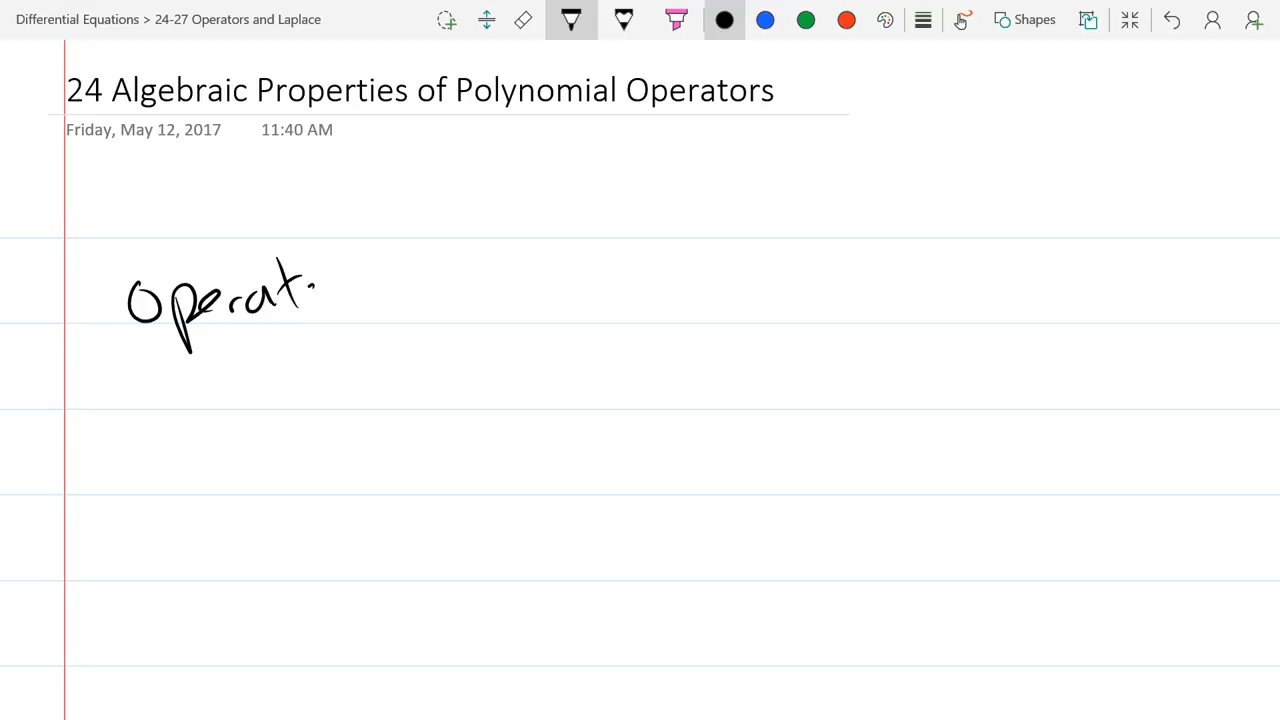 Differential Equations > 24-27 Operators and Laplace
Shapes
24 Algebraic Properties of Polynomial Operators
Friday, May 12, 2017 11:40 AM
Operat.